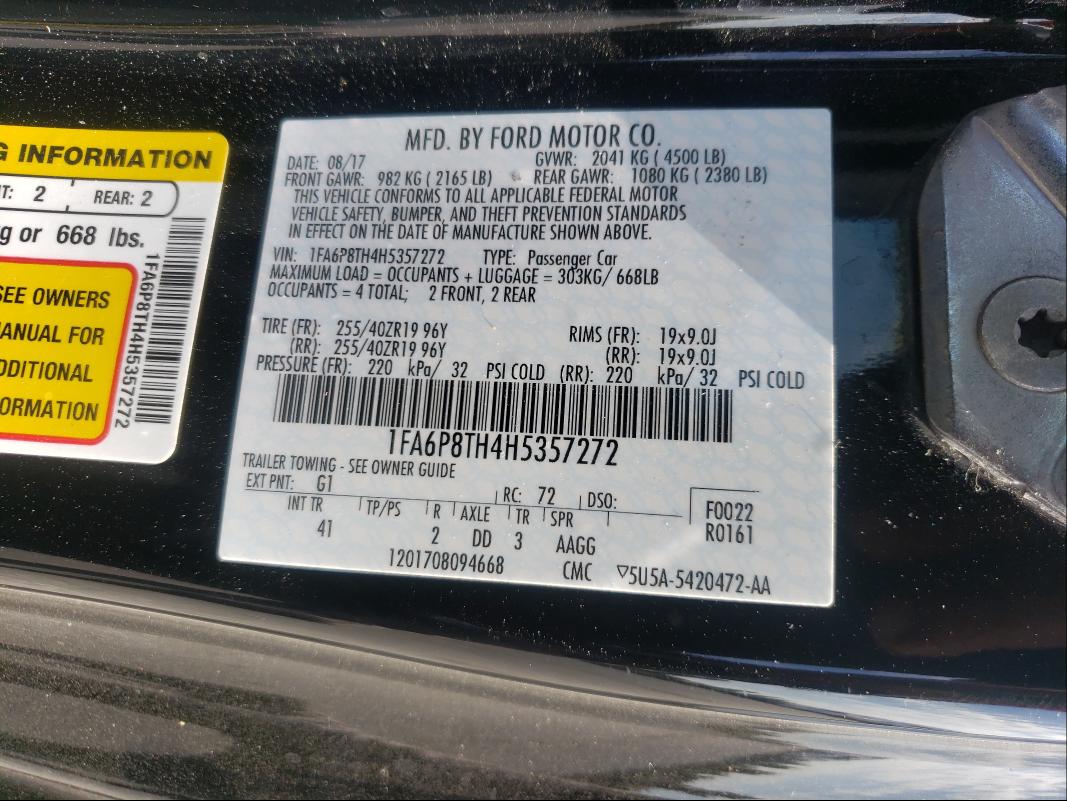 G INFORMATION
T: 2 REAR: 2
g or 668 lbs.
SEE OWNERS
MANUAL FOR
DDITIONAL
FORMATION
1FA6P8TH4H5357272
MFD. BY FORD MOTOR CO.
DATE: 08/17 GVWR: 2041 KG ( 4500 LB)
FRONT GAWR: 982 KG ( 2165 LB) REAR GAWR: 1080 KG ( 2380 LB)
THIS VEHICLE CONFORMS TO ALL APPLICABLE FEDERAL MOTOR
VEHICLE SAFETY, BUMPER, AND THEFT PREVENTION STANDARDS
IN EFFECT ON THE DATE OF MANUFACTURE SHOWN ABOVE.
VIN: 1FA6P8TH4H5357272 TYPE: Passenger Car
MAXIMUM LOAD = OCCUPANTS + LUGGAGE = 303KG/ 668LB
OCCUPANTS = 4 TOTAL; 2 FRONT, 2 REAR
TIRE (FR): 255/40ZR19 96Y RIMS (FR): 19x9.0J
(RR): 255/40ZR19 96Y (RR): 19x9.0J
PRESSURE (FR): 220 kPa/ 32 PSI COLD (RR): 220 kPa/ 32 PSI COLD
1FA6P8TH4H5357272
TRAILER TOWING - SEE OWNER GUIDE
EXT PNT: G1 RC: 72 DSO: F0022
INT TR TP/PS R AXLE TR SPR R0161
41 2 DD 3 AAGG
1201708094668 CMC ▽5U5A-5420472-AA